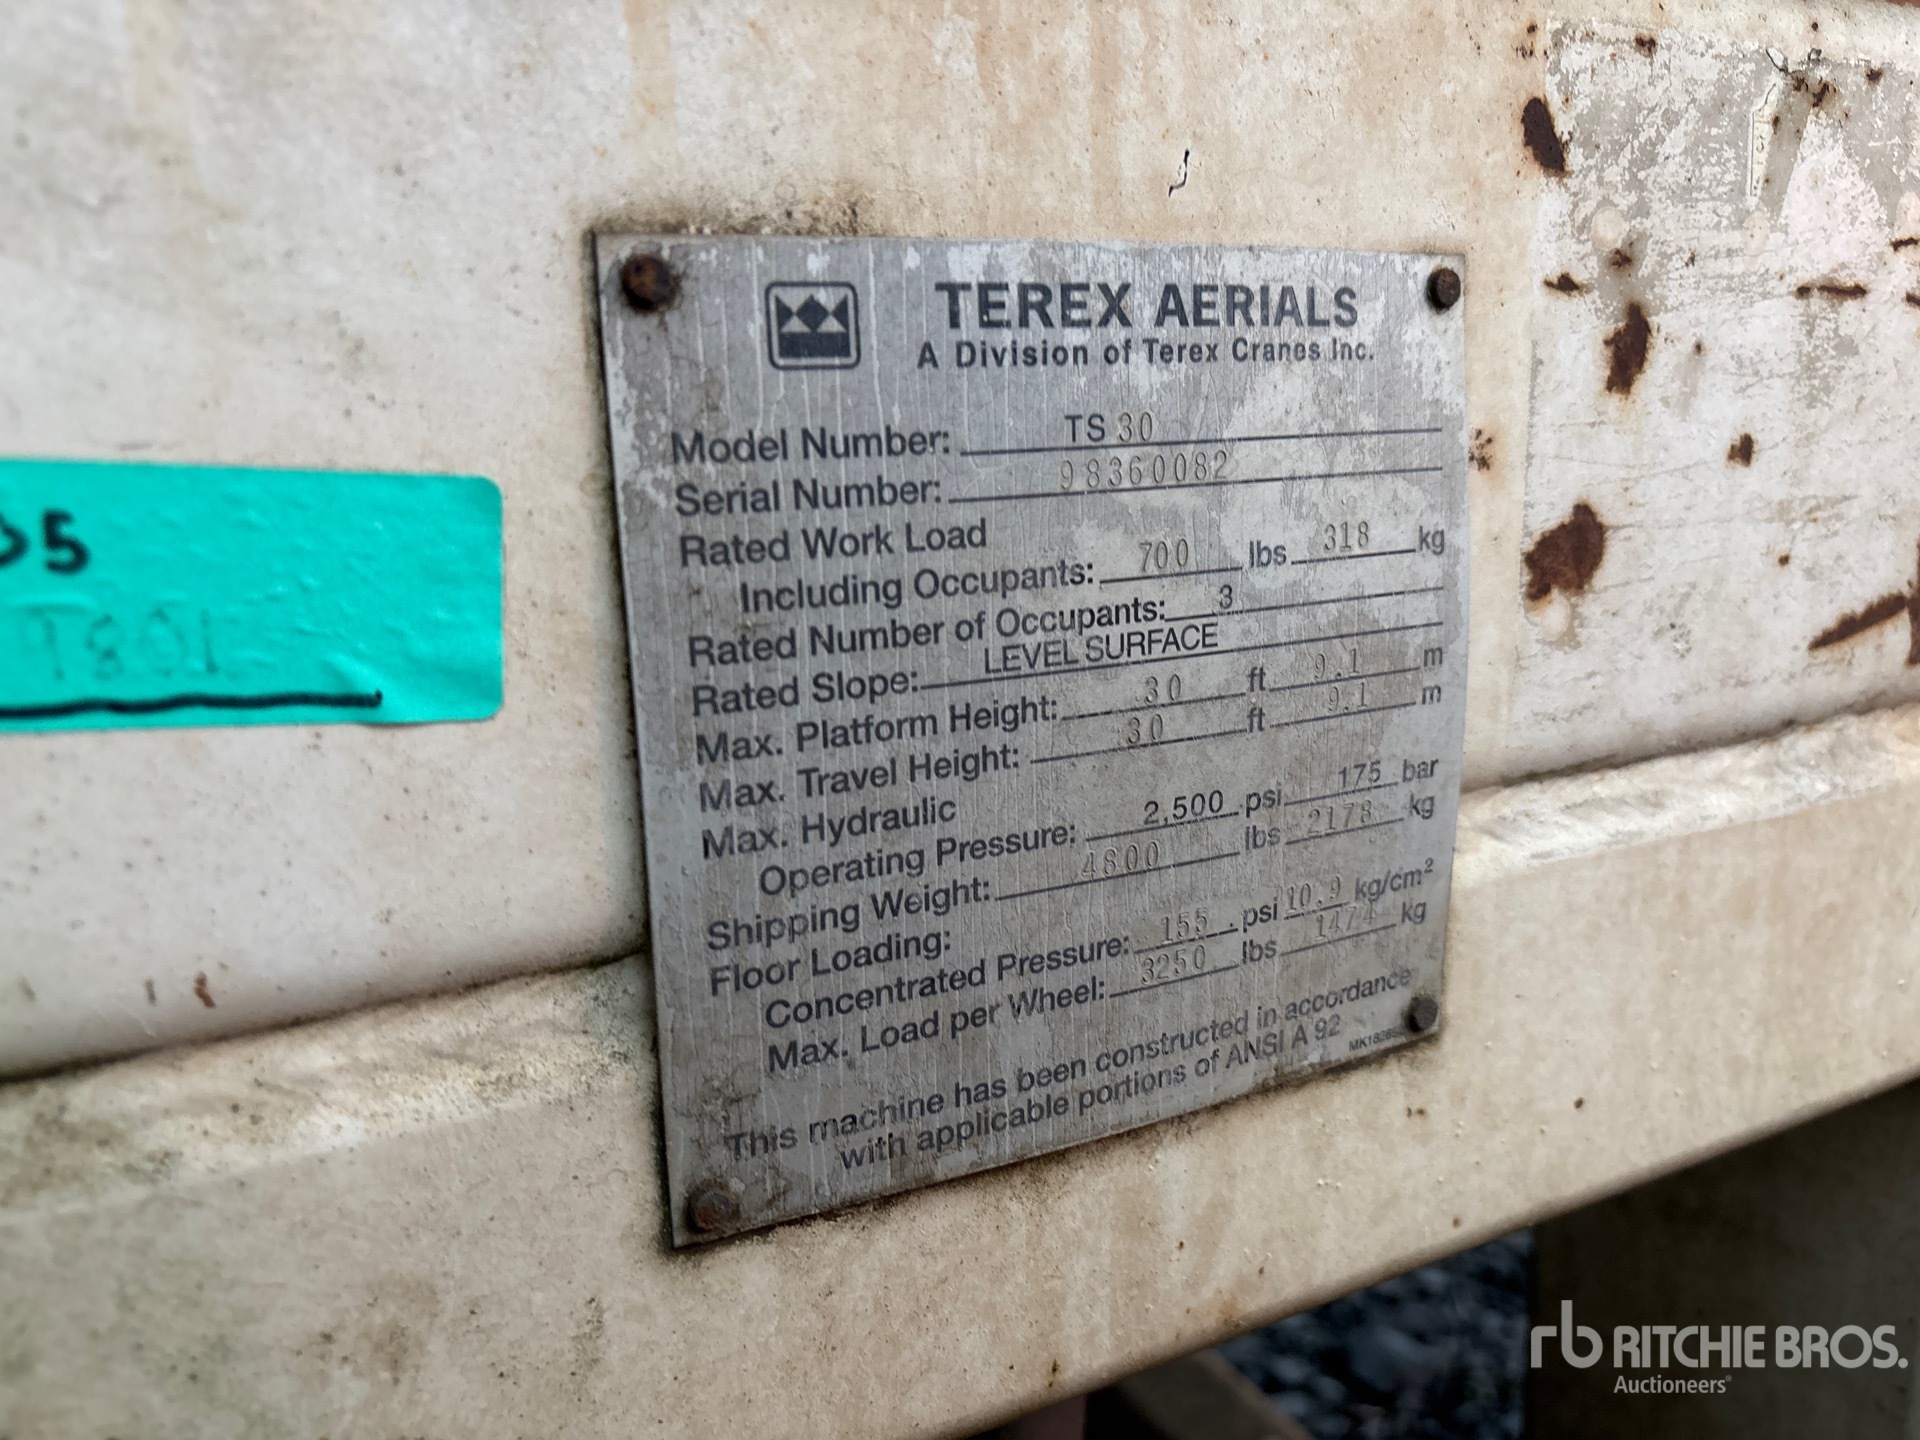 TEREX AERIALS
A Division of Terex Cranes Inc.
Model Number: TS 30
Serial Number: 98360082
Rated Work Load
Including Occupants: 700 lbs 318 kg
Rated Number of Occupants: 3
Rated Slope: LEVEL SURFACE
Max. Platform Height: 30 ft 9.1 m
Max. Travel Height: 30 ft 9.1 m
Max. Hydraulic
Operating Pressure: 2,500 psi 175 bar
Shipping Weight: 4800 lbs 2178 kg
Floor Loading:
Concentrated Pressure: 155 psi 10.9 kg/cm²
Max. Load per Wheel: 3250 lbs 1474 kg
This machine has been constructed in accordance
with applicable portions of ANSI A 92
35
T801
rb RITCHIE BROS.
Auctioneers®